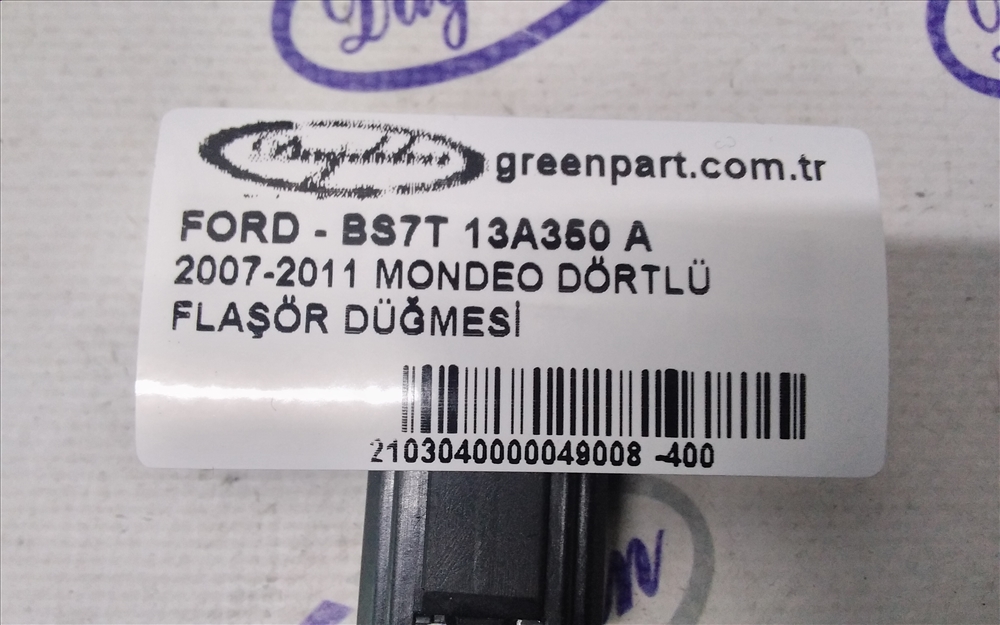 greenpart.com.tr
FORD - BS7T 13A350 A
2007-2011 MONDEO DÖRTLÜ
FLAŞÖR DÜĞMESİ
2103040000049008 -400